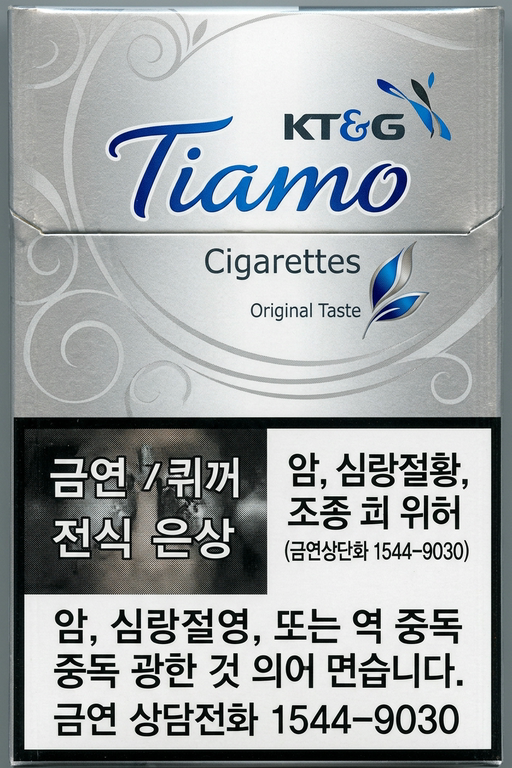 KT&G
Tiamo
Cigarettes
Original Taste
금연 / 퀴꺼
전식 은상
암, 심랑절황,
조종 괴 위허
(금연상단화 1544-9030)
암, 심랑절영, 또는 역 중독
중독 광한 것 의어 면습니다.
금연 상담전화 1544-9030